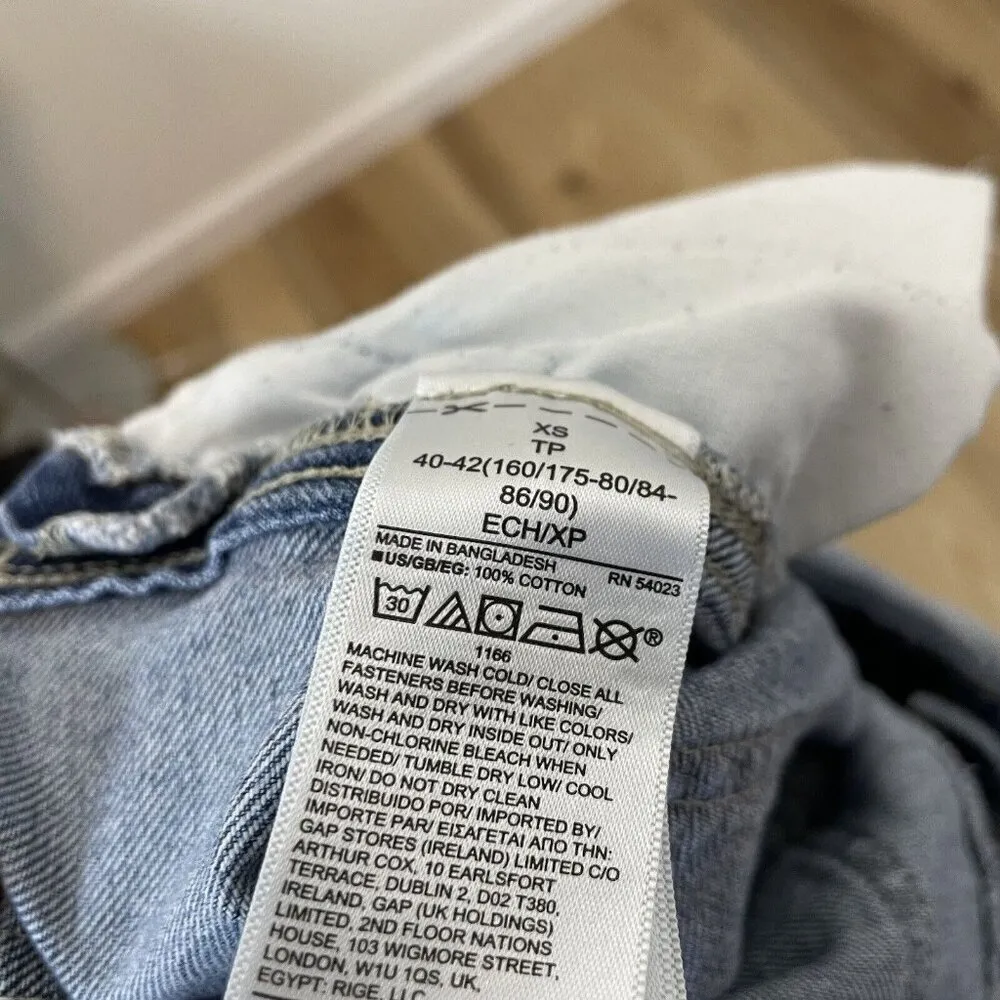 XS
TP
40-42(160/175-80/84-
86/90)
ECH/XP
MADE IN BANGLADESH RN 54023
■US/GB/EG: 100% COTTON
30 ®
1166
MACHINE WASH COLD/ CLOSE ALL
FASTENERS BEFORE WASHING/
WASH AND DRY WITH LIKE COLORS/
WASH AND DRY INSIDE OUT/ ONLY
NON-CHLORINE BLEACH WHEN
NEEDED/ TUMBLE DRY LOW/ COOL
IRON/ DO NOT DRY CLEAN
DISTRIBUIDO POR/ IMPORTED BY/
IMPORTE PAR/ ΕΙΣΑΓΕΤΑΙ ΑΠΟ ΤΗΝ:
GAP STORES (IRELAND) LIMITED C/O
ARTHUR COX, 10 EARLSFORT
TERRACE, DUBLIN 2, D02 T380,
IRELAND, GAP (UK HOLDINGS)
LIMITED, 2ND FLOOR NATIONS
HOUSE, 103 WIGMORE STREET,
LONDON, W1U 1QS, UK,
EGYPT: RIGE, LLC